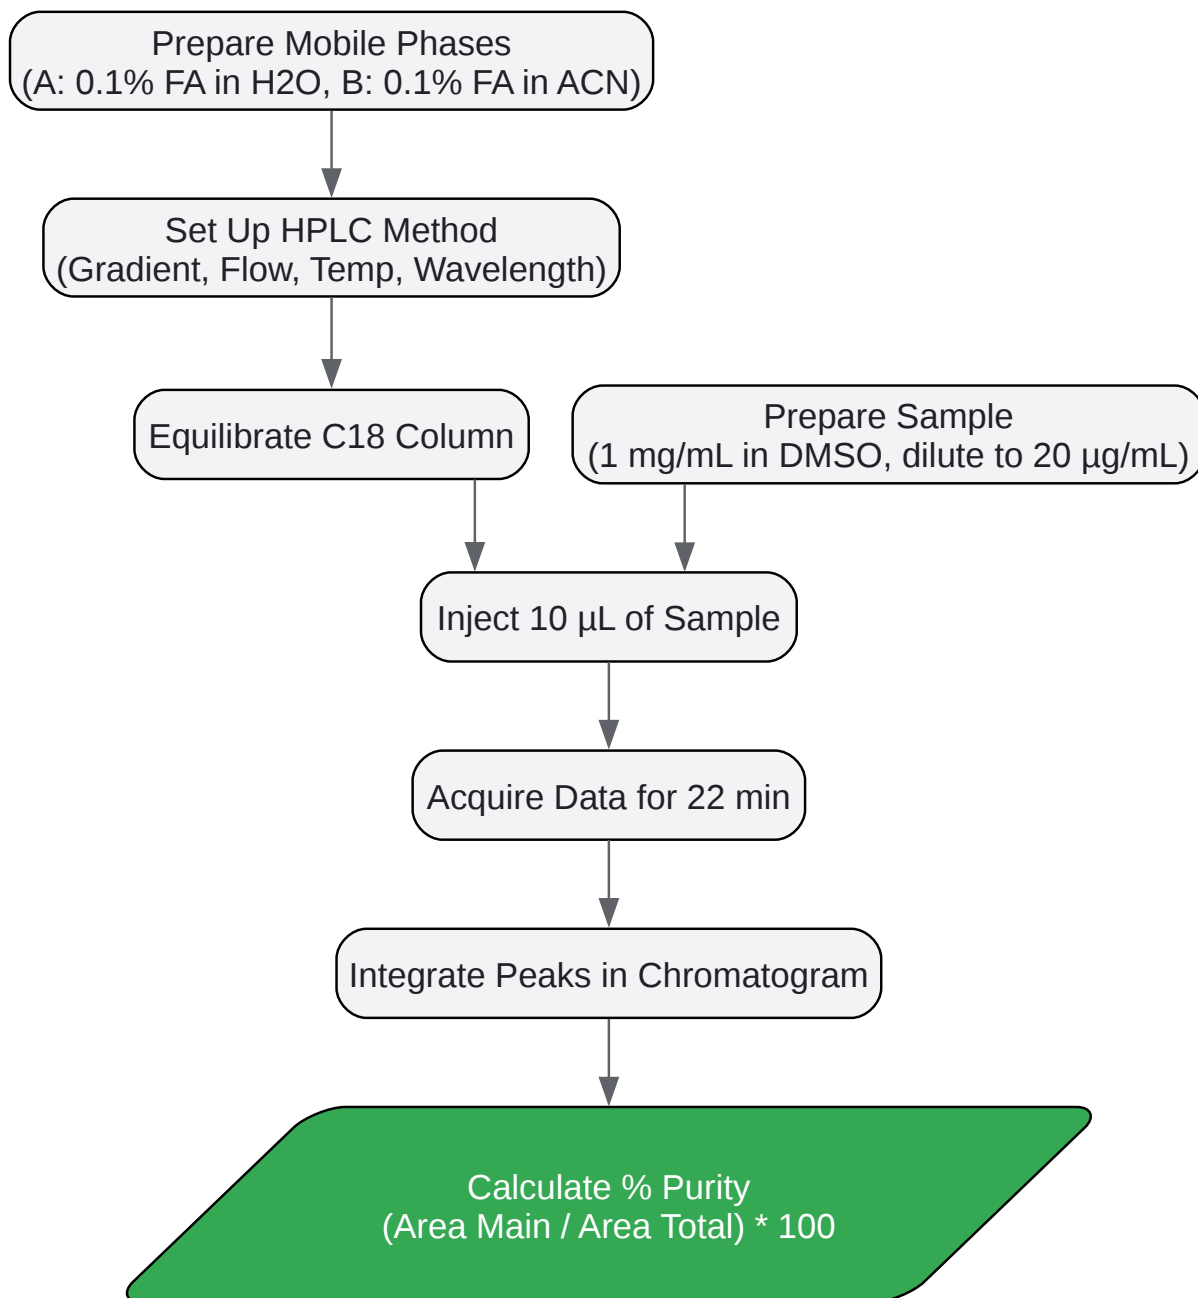 Prepare Mobile Phases
(A: 0.1% FA in H2O, B: 0.1% FA in ACN)
Set Up HPLC Method
(Gradient, Flow, Temp, Wavelength)
Equilibrate C18 Column
Prepare Sample
(1 mg/mL in DMSO, dilute to 20 µg/mL)
Inject 10 µL of Sample
Acquire Data for 22 min
Integrate Peaks in Chromatogram
Calculate % Purity
(Area Main / Area Total) * 100